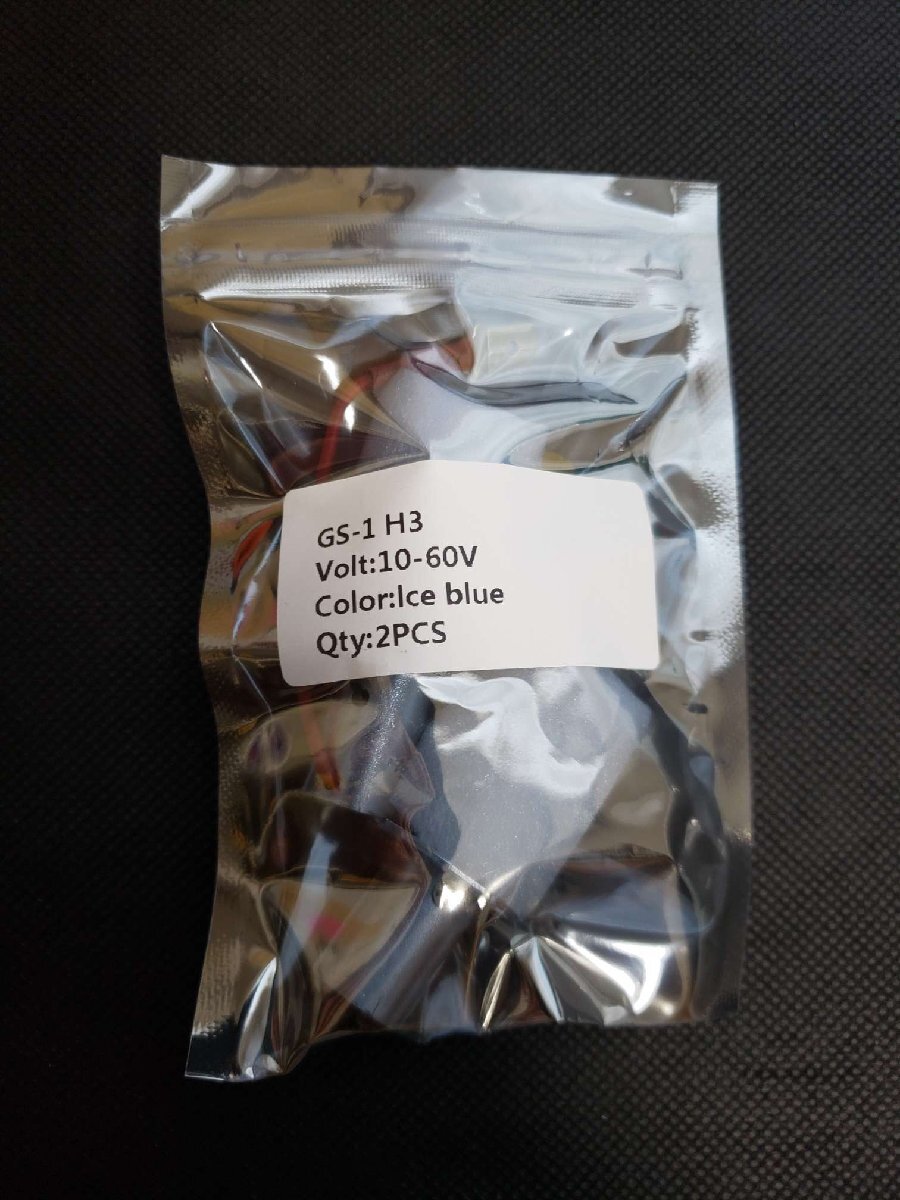 GS-1 H3
Volt:10-60V
Color:Ice blue
Qty:2PCS